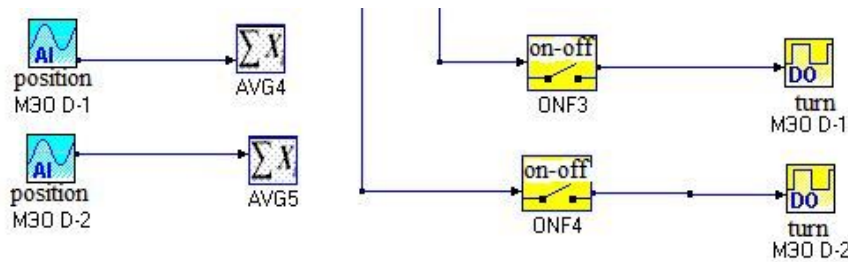 AI
position
МЭО D-1
∑ X
AVG4
on-off
ONF3
DO
turn
МЭО D-1
AI
position
МЭО D-2
∑ X
AVG5
on-off
ONF4
DO
turn
МЭО D-2